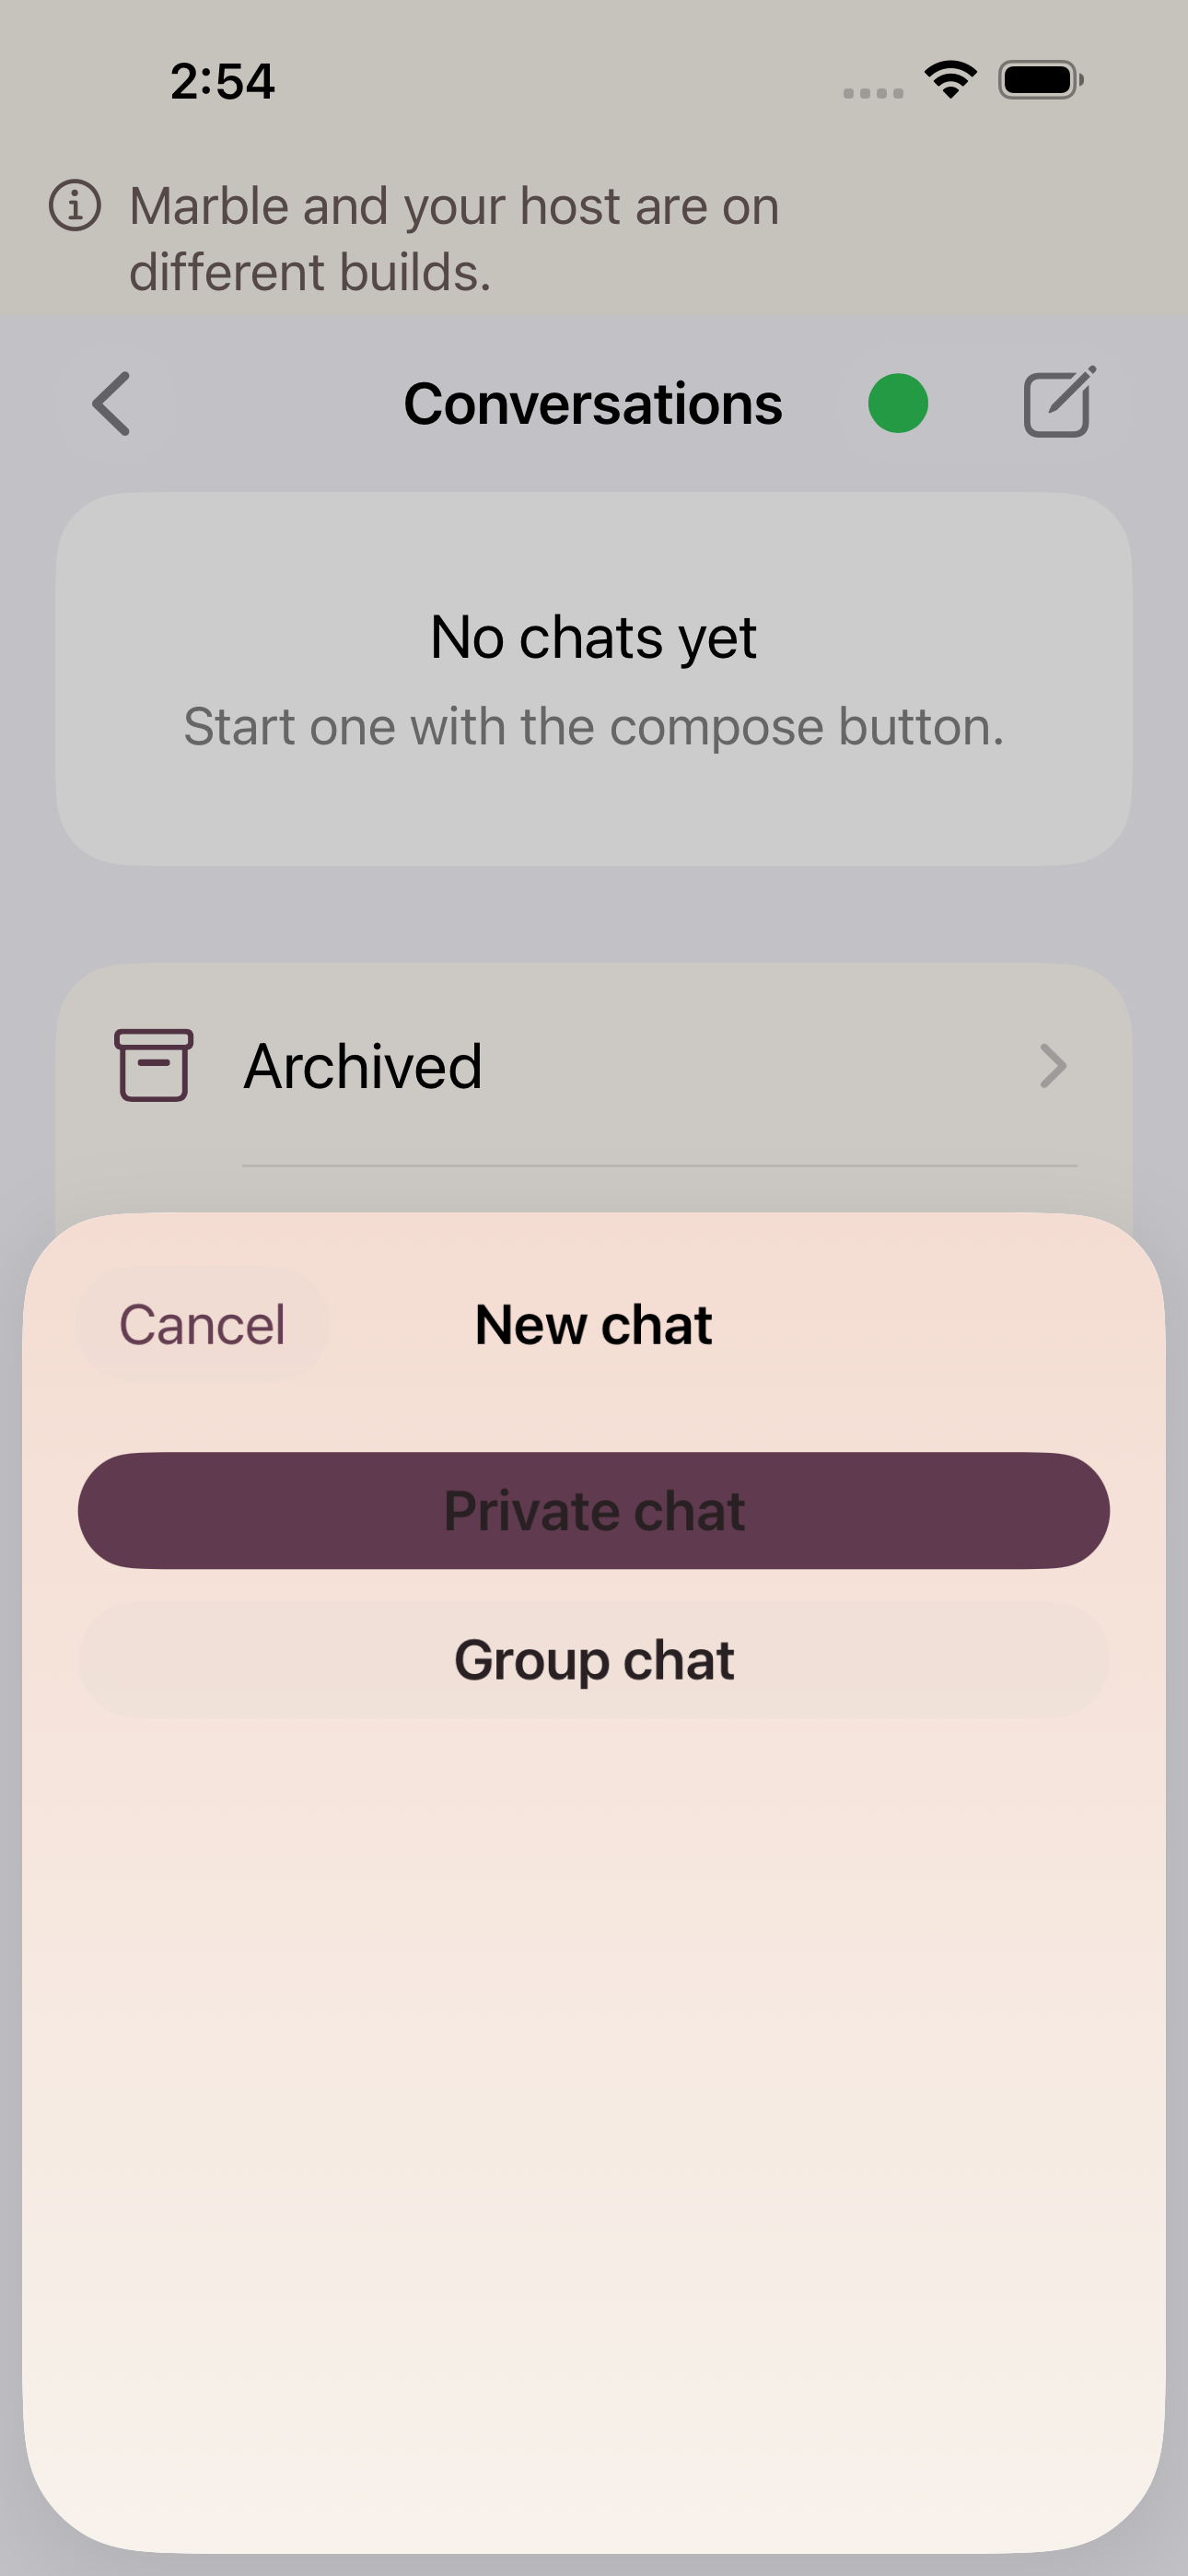 2:54
Marble and your host are on
different builds.
Conversations
No chats yet
Start one with the compose button.
Archived
Cancel
New chat
Private chat
Group chat